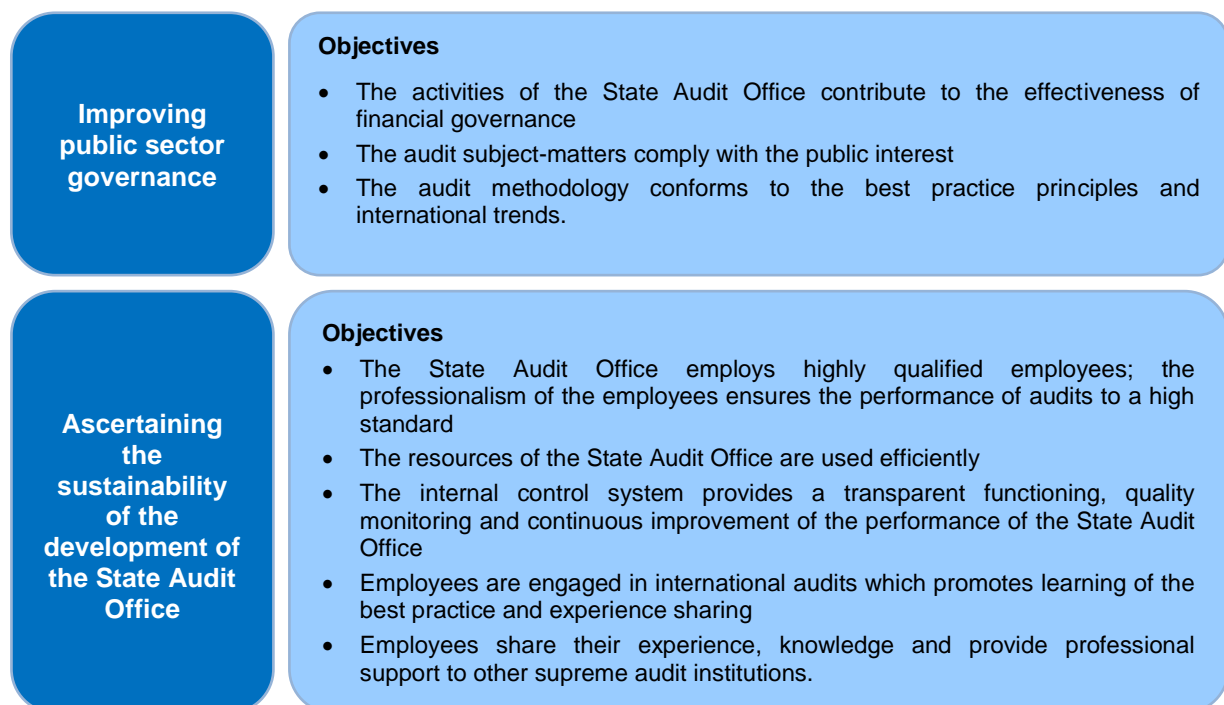 Improving
public sector
governance
Objectives
• The activities of the State Audit Office contribute to the effectiveness of
financial governance
• The audit subject-matters comply with the public interest
• The audit methodology conforms to the best practice principles and
international trends.
Ascertaining
the
sustainability
of the
development of
the State Audit
Office
Objectives
• The State Audit Office employs highly qualified employees; the
professionalism of the employees ensures the performance of audits to a high
standard
• The resources of the State Audit Office are used efficiently
• The internal control system provides a transparent functioning, quality
monitoring and continuous improvement of the performance of the State Audit
Office
• Employees are engaged in international audits which promotes learning of the
best practice and experience sharing
• Employees share their experience, knowledge and provide professional
support to other supreme audit institutions.